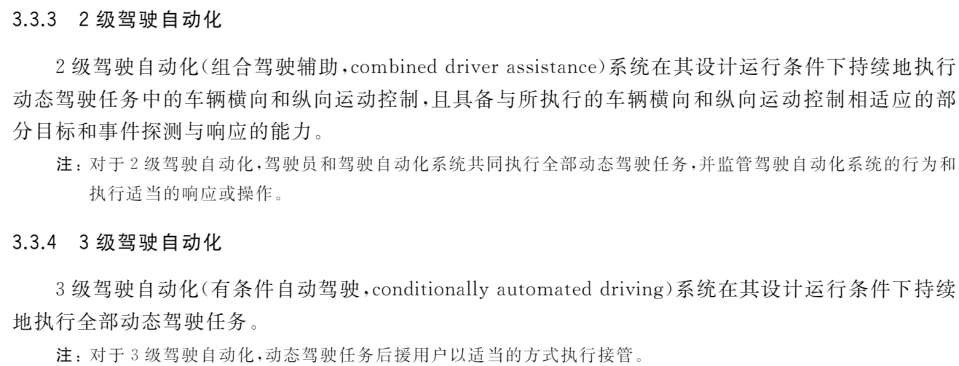 3.3.3 2 级驾驶自动化
2 级驾驶自动化(组合驾驶辅助,combined driver assistance)系统在其设计运行条件下持续地执行
动态驾驶任务中的车辆横向和纵向运动控制,且具备与所执行的车辆横向和纵向运动控制相适应的部
分目标和事件探测与响应的能力。
注:对于 2 级驾驶自动化,驾驶员和驾驶自动化系统共同执行全部动态驾驶任务,并监管驾驶自动化系统的行为和
执行适当的响应或操作。
3.3.4 3 级驾驶自动化
3 级驾驶自动化(有条件自动驾驶,conditionally automated driving)系统在其设计运行条件下持续
地执行全部动态驾驶任务。
注:对于 3 级驾驶自动化,动态驾驶任务后援用户以适当的方式执行接管。